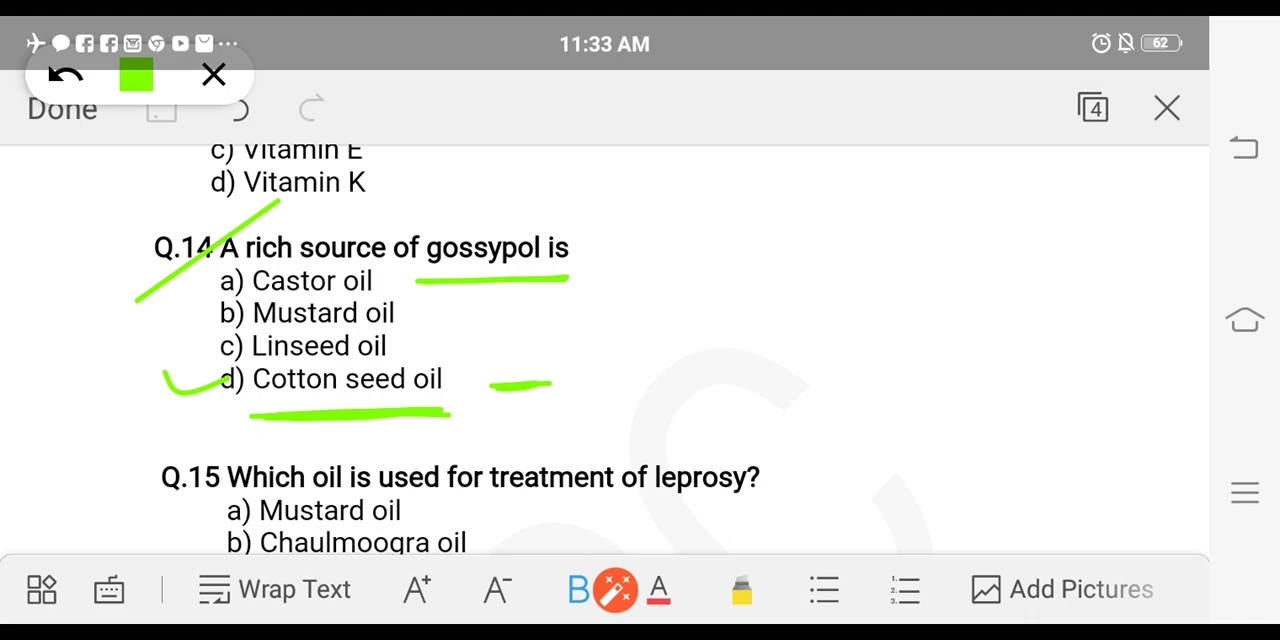 11:33 AM
62
Done
4
c) Vitamin E
d) Vitamin K
Q.14 A rich source of gossypol is
a) Castor oil
b) Mustard oil
c) Linseed oil
d) Cotton seed oil
Q.15 Which oil is used for treatment of leprosy?
a) Mustard oil
b) Chaulmoogra oil
Wrap Text
A+
A-
B
A
Add Pictures